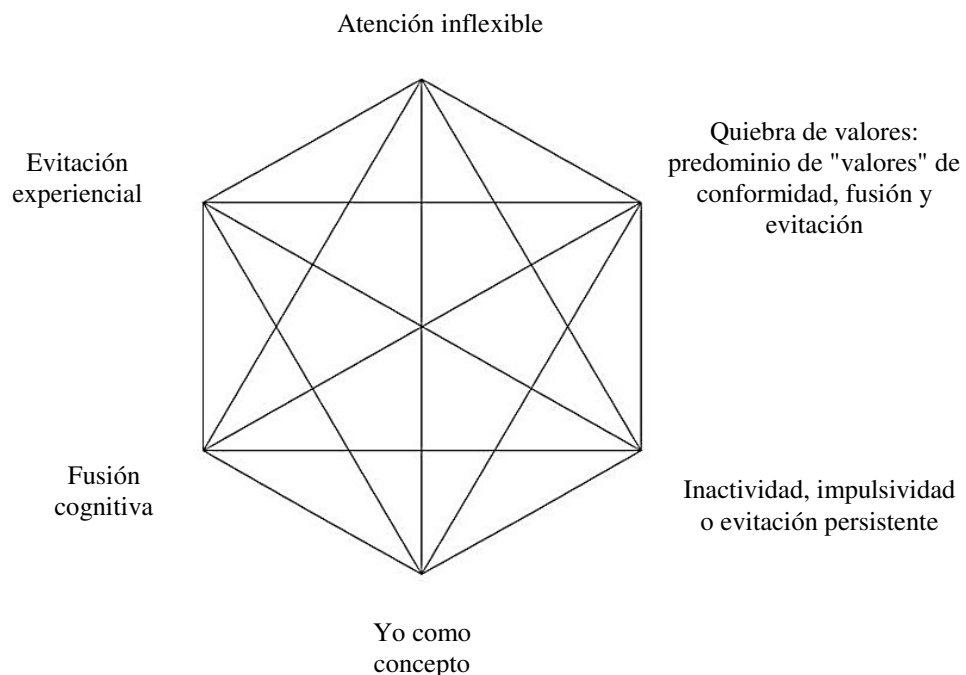 Atención inflexible
Evitación
experiencial
Quiebra de valores:
predominio de "valores" de
conformidad, fusión y
evitación
Fusión
cognitiva
Inactividad, impulsividad
o evitación persistente
Yo como
concepto